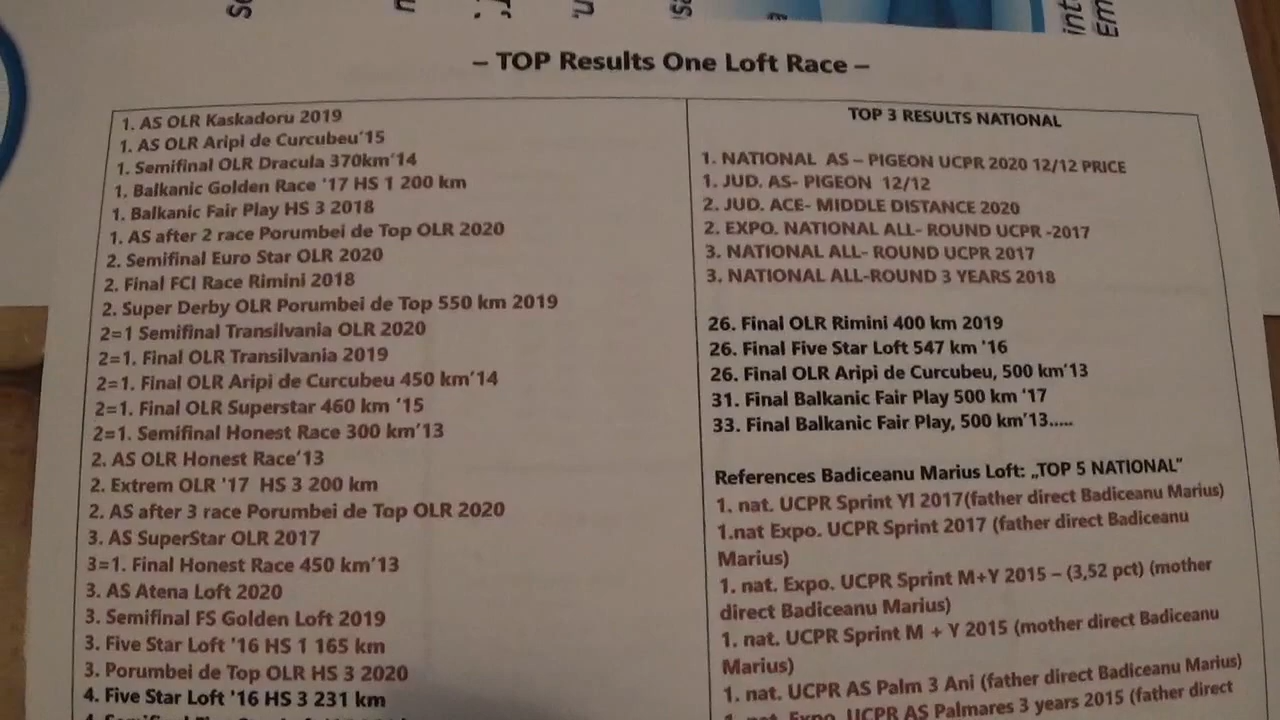 – TOP Results One Loft Race –
1. AS OLR Kaskadoru 2019
1. AS OLR Aripi de Curcubeu'15
1. Semifinal OLR Dracula 370km'14
1. Balkanic Golden Race '17 HS 1 200 km
1. Balkanic Fair Play HS 3 2018
1. AS after 2 race Porumbei de Top OLR 2020
2. Semifinal Euro Star OLR 2020
2. Final FCI Race Rimini 2018
2. Super Derby OLR Porumbei de Top 550 km 2019
2=1 Semifinal Transilvania OLR 2020
2=1. Final OLR Transilvania 2019
2=1. Final OLR Aripi de Curcubeu 450 km'14
2=1. Final OLR Superstar 460 km '15
2=1. Semifinal Honest Race 300 km'13
2. AS OLR Honest Race'13
2. Extrem OLR '17 HS 3 200 km
2. AS after 3 race Porumbei de Top OLR 2020
3. AS SuperStar OLR 2017
3=1. Final Honest Race 450 km'13
3. AS Atena Loft 2020
3. Semifinal FS Golden Loft 2019
3. Five Star Loft '16 HS 1 165 km
3. Porumbei de Top OLR HS 3 2020
4. Five Star Loft '16 HS 3 231 km
TOP 3 RESULTS NATIONAL
1. NATIONAL AS – PIGEON UCPR 2020 12/12 PRICE
1. JUD. AS- PIGEON 12/12
2. JUD. ACE- MIDDLE DISTANCE 2020
2. EXPO. NATIONAL ALL- ROUND UCPR -2017
3. NATIONAL ALL- ROUND UCPR 2017
3. NATIONAL ALL-ROUND 3 YEARS 2018
26. Final OLR Rimini 400 km 2019
26. Final Five Star Loft 547 km '16
26. Final OLR Aripi de Curcubeu, 500 km'13
31. Final Balkanic Fair Play 500 km '17
33. Final Balkanic Fair Play, 500 km'13.....
References Badiceanu Marius Loft: „TOP 5 NATIONAL"
1. nat. UCPR Sprint YI 2017(father direct Badiceanu Marius)
1.nat Expo. UCPR Sprint 2017 (father direct Badiceanu
Marius)
1. nat. Expo. UCPR Sprint M+Y 2015 – (3,52 pct) (mother
direct Badiceanu Marius)
1. nat. UCPR Sprint M + Y 2015 (mother direct Badiceanu
Marius)
1. nat. UCPR AS Palm 3 Ani (father direct Badiceanu Marius)
1. nat. Expo. UCPR AS Palmares 3 years 2015 (father direct